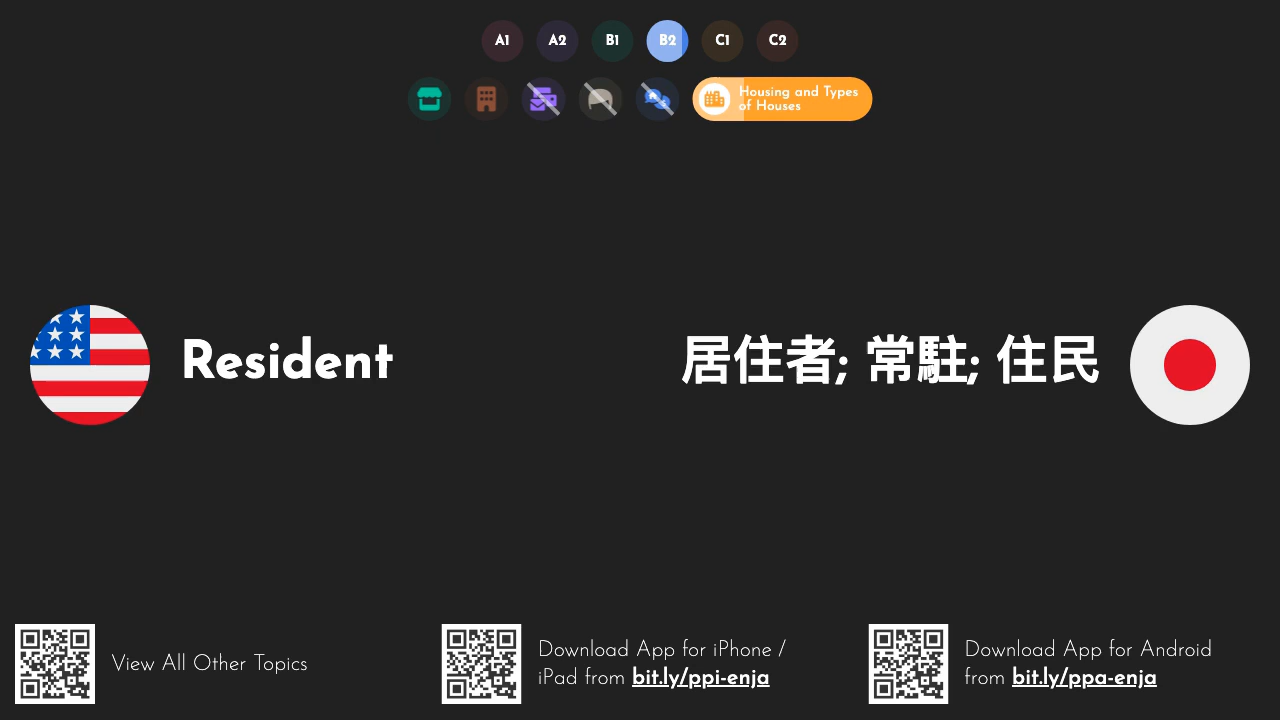 A1 A2 B1 B2 C1 C2
Housing and Types
of Houses
Resident
居住者; 常駐; 住民
View All Other Topics
Download App for iPhone /
iPad from bit.ly/ppi-enja
Download App for Android
from bit.ly/ppa-enja